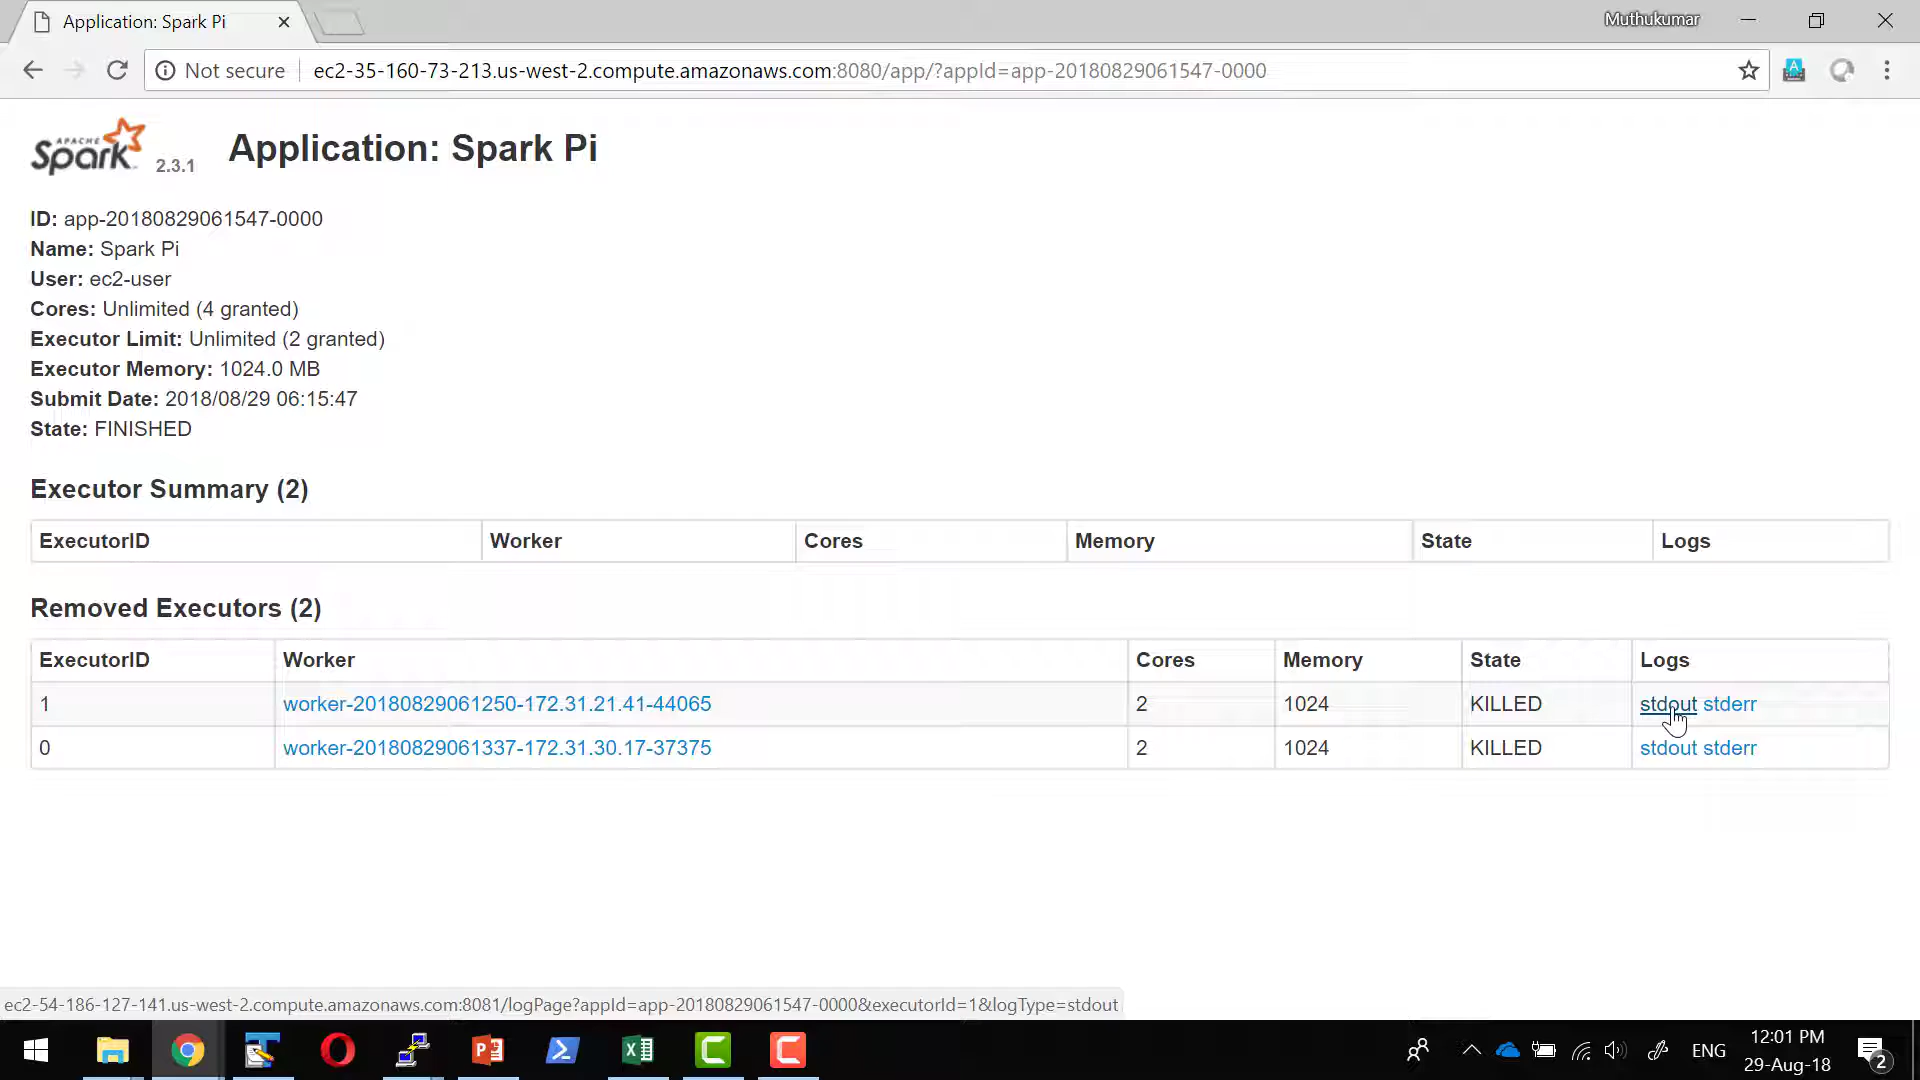 Application: Spark Pi
Muthukumar
Not secure
ec2-35-160-73-213.us-west-2.compute.amazonaws.com:8080/app/?appId=app-20180829061547-0000
APACHE
Spark 2.3.1
Application: Spark Pi
ID: app-20180829061547-0000
Name: Spark Pi
User: ec2-user
Cores: Unlimited (4 granted)
Executor Limit: Unlimited (2 granted)
Executor Memory: 1024.0 MB
Submit Date: 2018/08/29 06:15:47
State: FINISHED
Executor Summary (2)
ExecutorID Worker Cores Memory State Logs
Removed Executors (2)
ExecutorID Worker Cores Memory State Logs
1 worker-20180829061250-172.31.21.41-44065 2 1024 KILLED stdout stderr
0 worker-20180829061337-172.31.30.17-37375 2 1024 KILLED stdout stderr
ec2-54-186-127-141.us-west-2.compute.amazonaws.com:8081/logPage?appId=app-20180829061547-0000&executorId=1&logType=stdout
ENG
12:01 PM
29-Aug-18
2